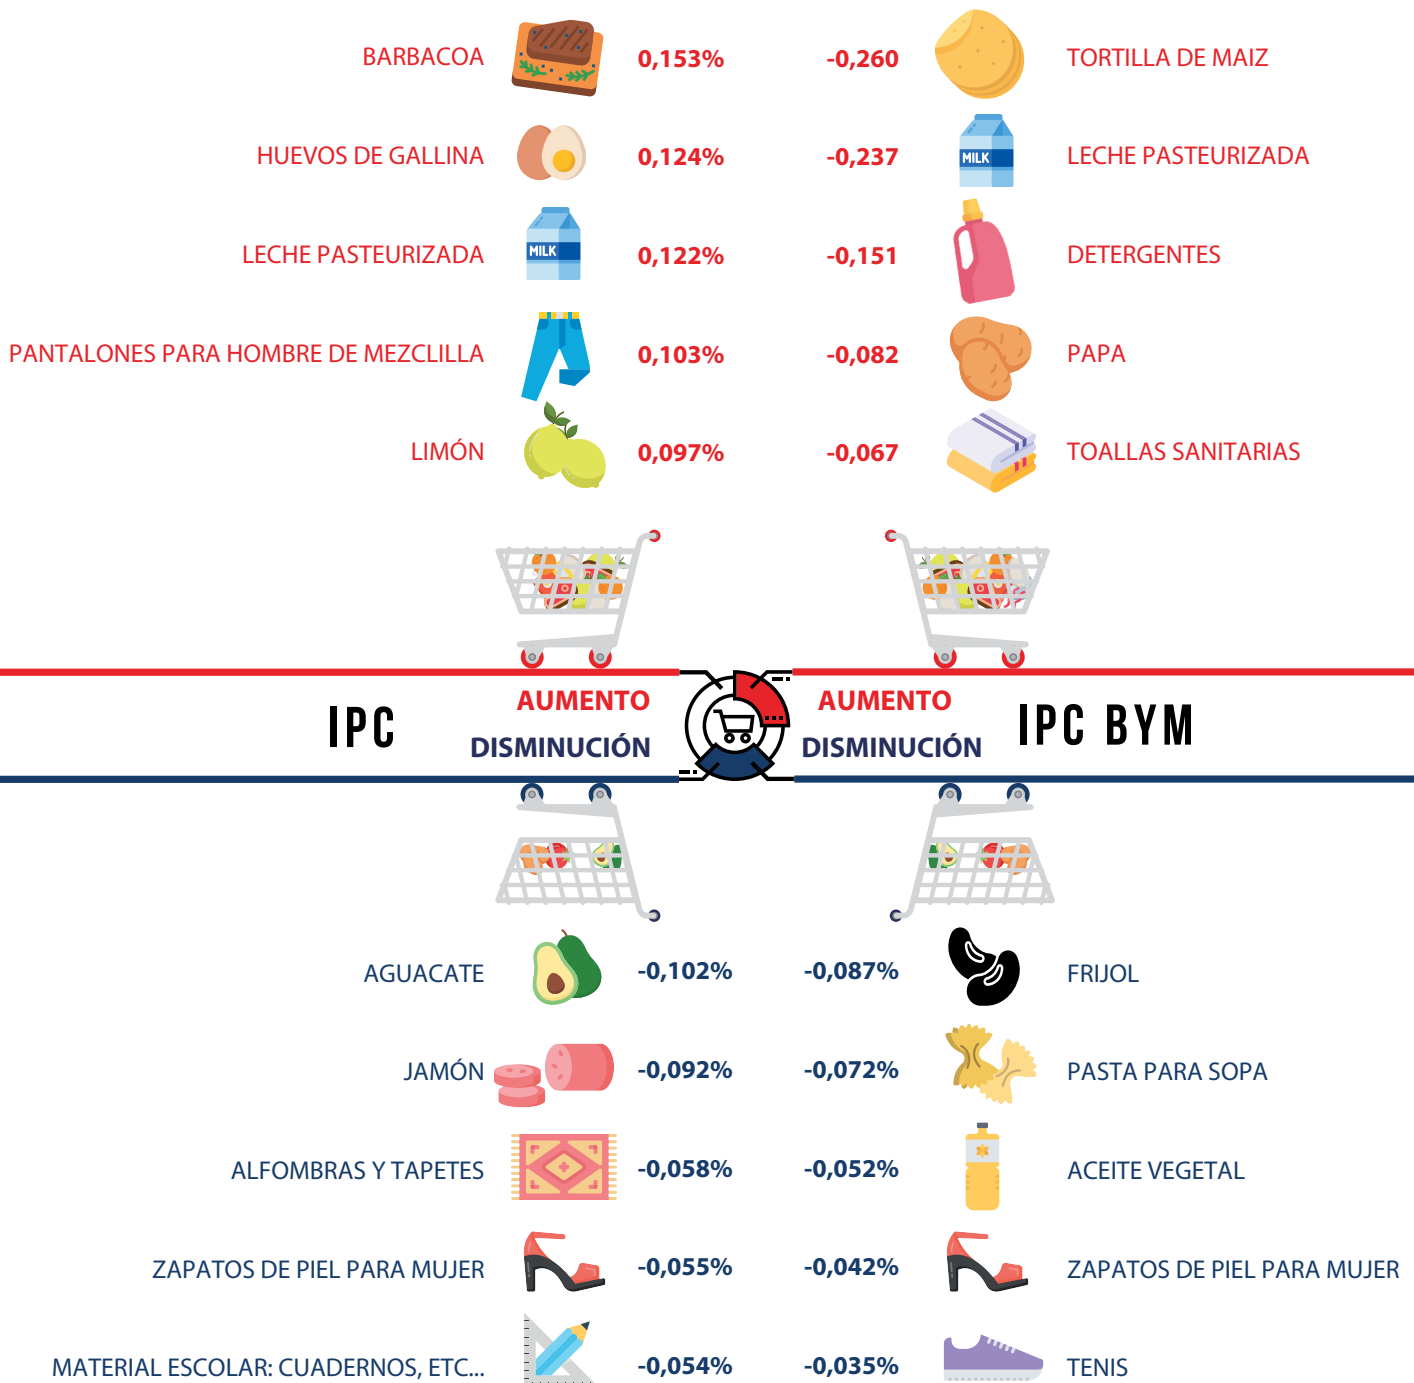 BARBACOA 0,153% -0,260 TORTILLA DE MAIZ
HUEVOS DE GALLINA 0,124% -0,237 MILK LECHE PASTEURIZADA
LECHE PASTEURIZADA MILK 0,122% -0,151 DETERGENTES
PANTALONES PARA HOMBRE DE MEZCLILLA 0,103% -0,082 PAPA
LIMÓN 0,097% -0,067 TOALLAS SANITARIAS
IPC AUMENTO AUMENTO IPC BYM
DISMINUCIÓN DISMINUCIÓN
AGUACATE -0,102% -0,087% FRIJOL
JAMÓN -0,092% -0,072% PASTA PARA SOPA
ALFOMBRAS Y TAPETES -0,058% -0,052% ACEITE VEGETAL
ZAPATOS DE PIEL PARA MUJER -0,055% -0,042% ZAPATOS DE PIEL PARA MUJER
MATERIAL ESCOLAR: CUADERNOS, ETC... -0,054% -0,035% TENIS